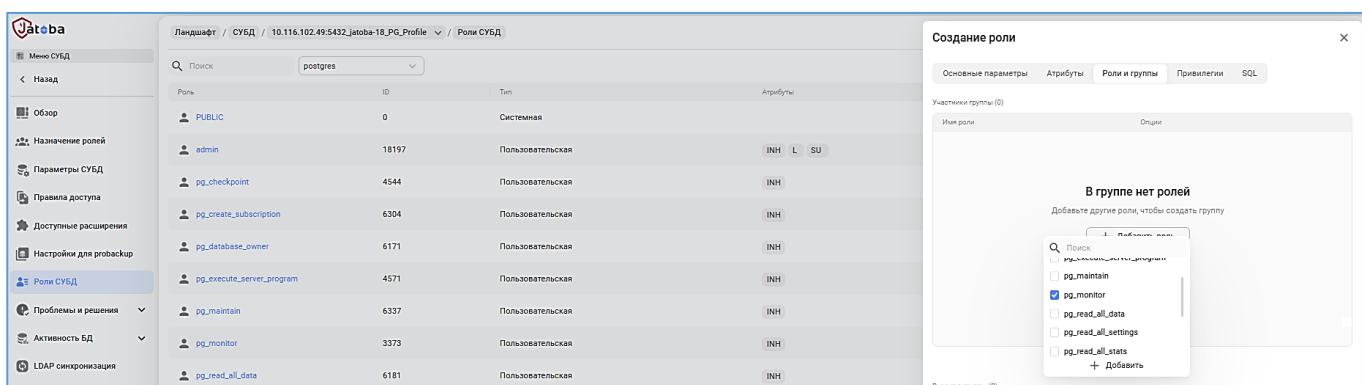 Jatoba
Меню СУБД
Назад
Обзор
Назначение ролей
Параметры СУБД
Правила доступа
Доступные расширения
Настройки для probackup
Роли СУБД
Проблемы и решения
Активность БД
LDAP синхронизация
Ландшафт / СУБД / 10.116.102.49:5432_jatoba-18_PG_Profile / Роли СУБД
Поиск postgres
Роль ID Тип Атрибуты
PUBLIC 0 Системная
admin 18197 Пользовательская INH L SU
pg_checkpoint 4544 Пользовательская INH
pg_create_subscription 6304 Пользовательская INH
pg_database_owner 6171 Пользовательская INH
pg_execute_server_program 4571 Пользовательская INH
pg_maintain 6337 Пользовательская INH
pg_monitor 3373 Пользовательская INH
pg_read_all_data 6181 Пользовательская INH
Создание роли
Основные параметры Атрибуты Роли и группы Привилегии SQL
Участники группы (0)
Имя роли Опции
В группе нет ролей
Добавьте другие роли, чтобы создать группу
+ Добавить роль
Поиск
pg_execute_server_program
pg_maintain
pg_monitor
pg_read_all_data
pg_read_all_settings
pg_read_all_stats
+ Добавить